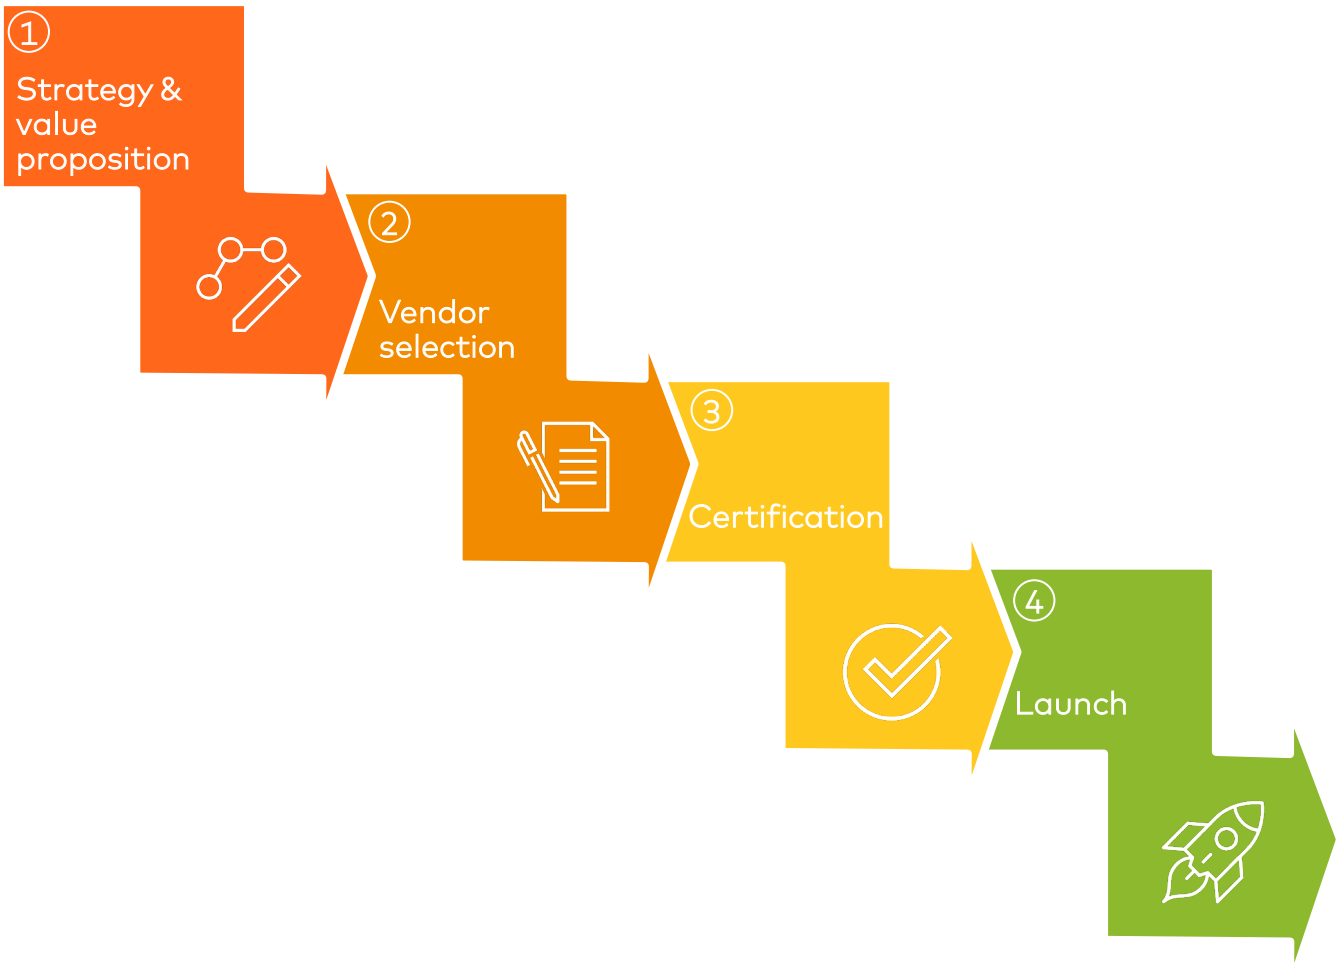 1
Strategy &
value
proposition
2
Vendor
selection
3
Certification
4
Launch